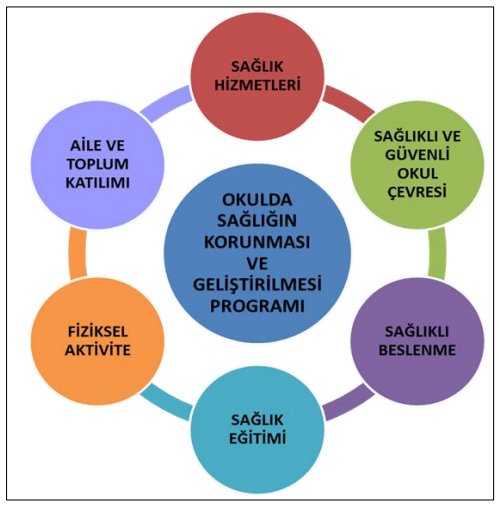 SAĞLIK
HİZMETLERİ
SAĞLIKLI VE
GÜVENLİ
OKUL
ÇEVRESİ
SAĞLIKLI
BESLENME
SAĞLIK
EĞİTİMİ
FİZİKSEL
AKTİVİTE
AİLE VE
TOPLUM
KATILIMI
OKULDA
SAĞLIĞIN
KORUNMASI
VE
GELİŞTİRİLMESİ
PROGRAMI